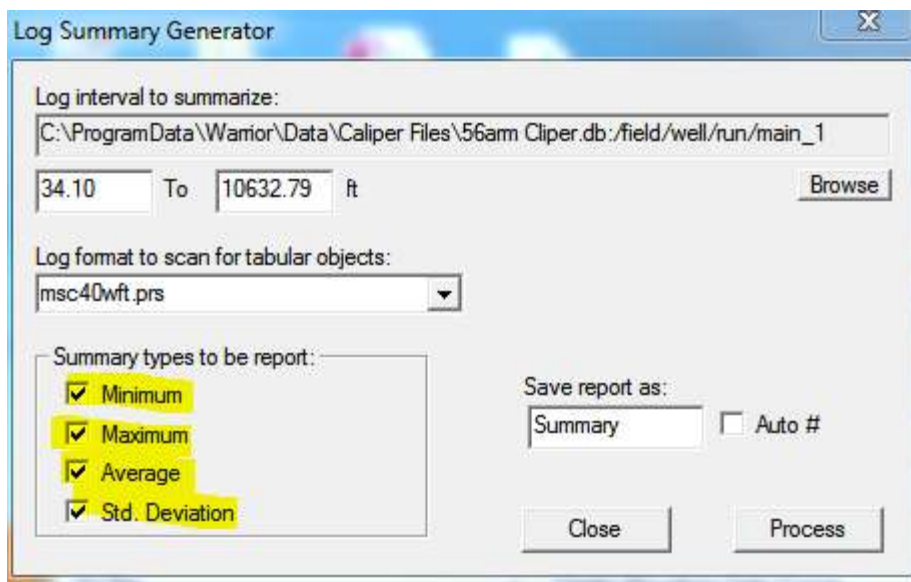 Log Summary Generator
Log interval to summarize:
C:\ProgramData\Warrior\Data\Caliper Files\56arm Cliper.db:/field/well/run/main_1
34.10 To 10632.79 ft Browse
Log format to scan for tabular objects:
msc40wft.prs
Summary types to be report:
Minimum
Maximum
Average
Std. Deviation
Save report as:
Summary Auto #
Close Process